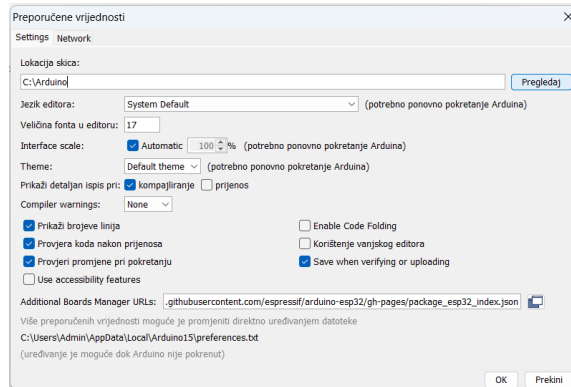 Preporučene vrijednosti
Settings Network
Lokacija skica:
C:\Arduino Pregledaj
Jezik editora: System Default (potrebno ponovno pokretanje Arduina)
Veličina fonta u editoru: 17
Interface scale: Automatic 100 % (potrebno ponovno pokretanje Arduina)
Theme: Default theme (potrebno ponovno pokretanje Arduina)
Prikaži detaljan ispis pri: kompajliranje prijenos
Compiler warnings: None
Prikaži brojeve linija Enable Code Folding
Provjera koda nakon prijenosa Korištenje vanjskog editora
Provjeri promjene pri pokretanju Save when verifying or uploading
Use accessibility features
Additional Boards Manager URLs: .githubusercontent.com/espressif/arduino-esp32/gh-pages/package_esp32_index.json
Više preporučenih vrijednosti moguće je promjeniti direktno uređivanjem datoteke
C:\Users\Admin\AppData\Local\Arduino15\preferences.txt
(uređivanje je moguće dok Arduino nije pokrenut)
OK Prekini